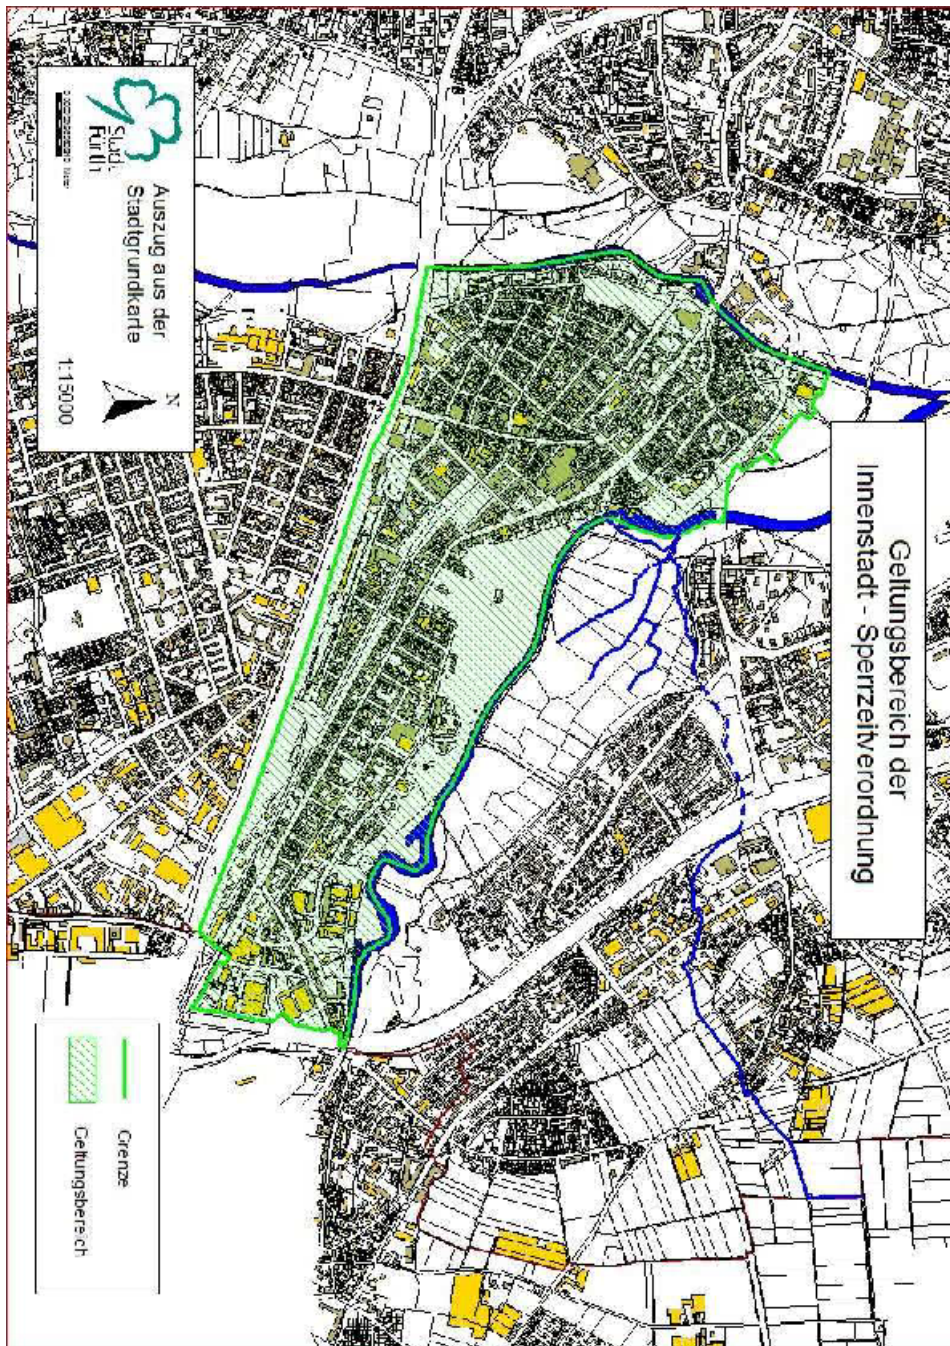 Geltungsbereich der
Innenstadt - Sperrzeitverordnung
Stadt
Fürth
Auszug aus der
Stadtgrundkarte
N
1:15000
Grenze
Geltungsbereich